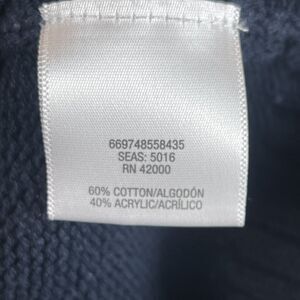 669748558435
SEAS: 5016
RN 42000
60% COTTON/ALGODÓN
40% ACRYLIC/ACRÍLICO